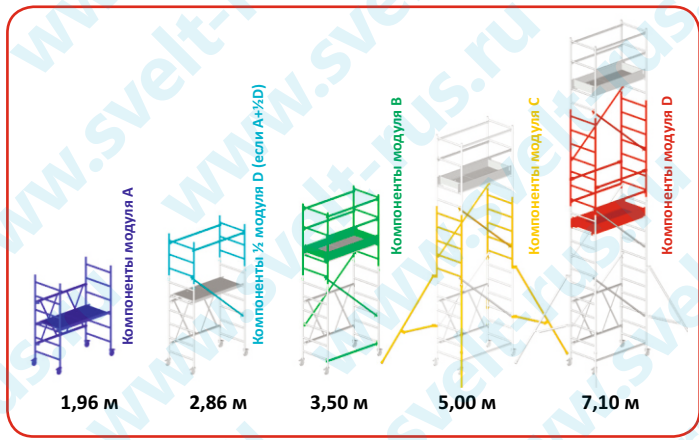 Компоненты модуля A
Компоненты ½ модуля D (если A+½D)
Компоненты модуля B
Компоненты модуля C
Компоненты модуля D
1,96 м
2,86 м
3,50 м
5,00 м
7,10 м
www.svelt-rus.ru